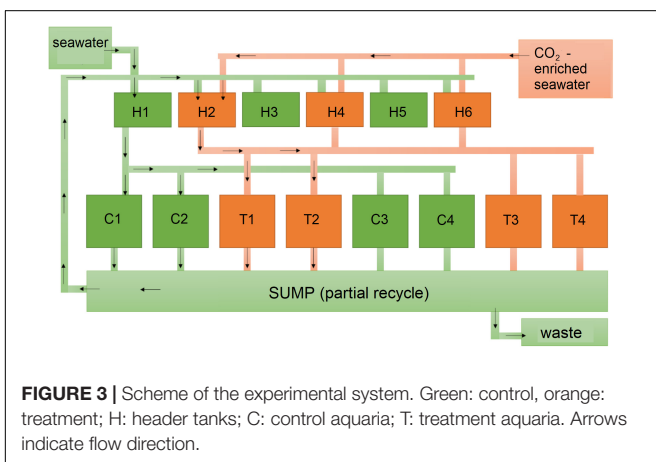 seawater
CO₂ -
enriched
seawater
H1
H2
H3
H4
H5
H6
C1
C2
T1
T2
C3
C4
T3
T4
SUMP (partial recycle)
waste
FIGURE 3 | Scheme of the experimental system. Green: control, orange:
treatment; H: header tanks; C: control aquaria; T: treatment aquaria. Arrows
indicate flow direction.